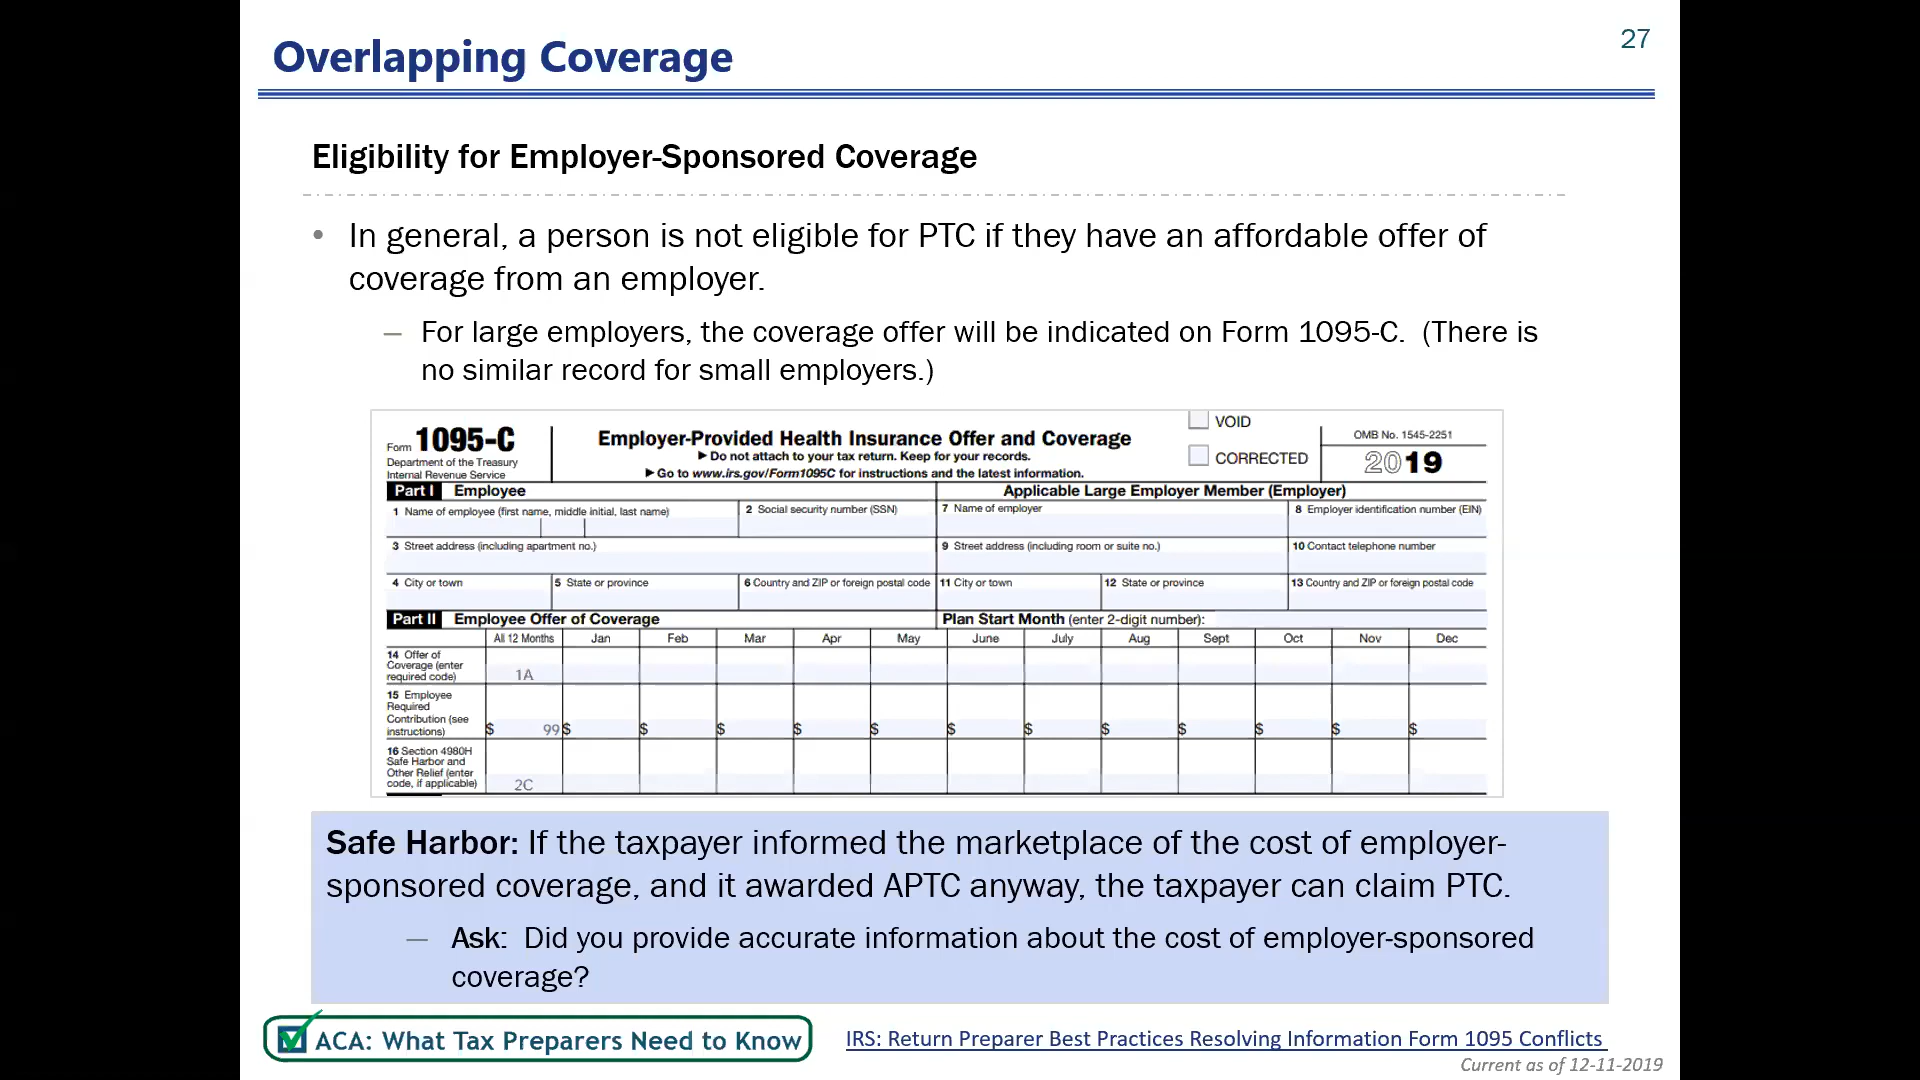 27
Overlapping Coverage
Eligibility for Employer-Sponsored Coverage
• In general, a person is not eligible for PTC if they have an affordable offer of
coverage from an employer.
— For large employers, the coverage offer will be indicated on Form 1095-C. (There is
no similar record for small employers.)
Form 1095-C
Department of the Treasury
Internal Revenue Service
Employer-Provided Health Insurance Offer and Coverage
▶ Do not attach to your tax return. Keep for your records.
▶ Go to www.irs.gov/Form1095C for instructions and the latest information.
VOID
CORRECTED
OMB No. 1545-2251
2019
Part I Employee
Applicable Large Employer Member (Employer)
1 Name of employee (first name, middle initial, last name)
2 Social security number (SSN)
7 Name of employer
8 Employer identification number (EIN)
3 Street address (including apartment no.)
9 Street address (including room or suite no.)
10 Contact telephone number
4 City or town
5 State or province
6 Country and ZIP or foreign postal code
11 City or town
12 State or province
13 Country and ZIP or foreign postal code
Part II Employee Offer of Coverage
Plan Start Month (enter 2-digit number):
All 12 Months Jan Feb Mar Apr May June July Aug Sept Oct Nov Dec
14 Offer of
Coverage (enter
required code)
1A
15 Employee
Required
Contribution (see
instructions)
$ 99 $ $ $ $ $ $ $ $ $ $ $ $
16 Section 4980H
Safe Harbor and
Other Relief (enter
code, if applicable)
2C
Safe Harbor: If the taxpayer informed the marketplace of the cost of employer-
sponsored coverage, and it awarded APTC anyway, the taxpayer can claim PTC.
— Ask: Did you provide accurate information about the cost of employer-sponsored
coverage?
ACA: What Tax Preparers Need to Know
IRS: Return Preparer Best Practices Resolving Information Form 1095 Conflicts
Current as of 12-11-2019